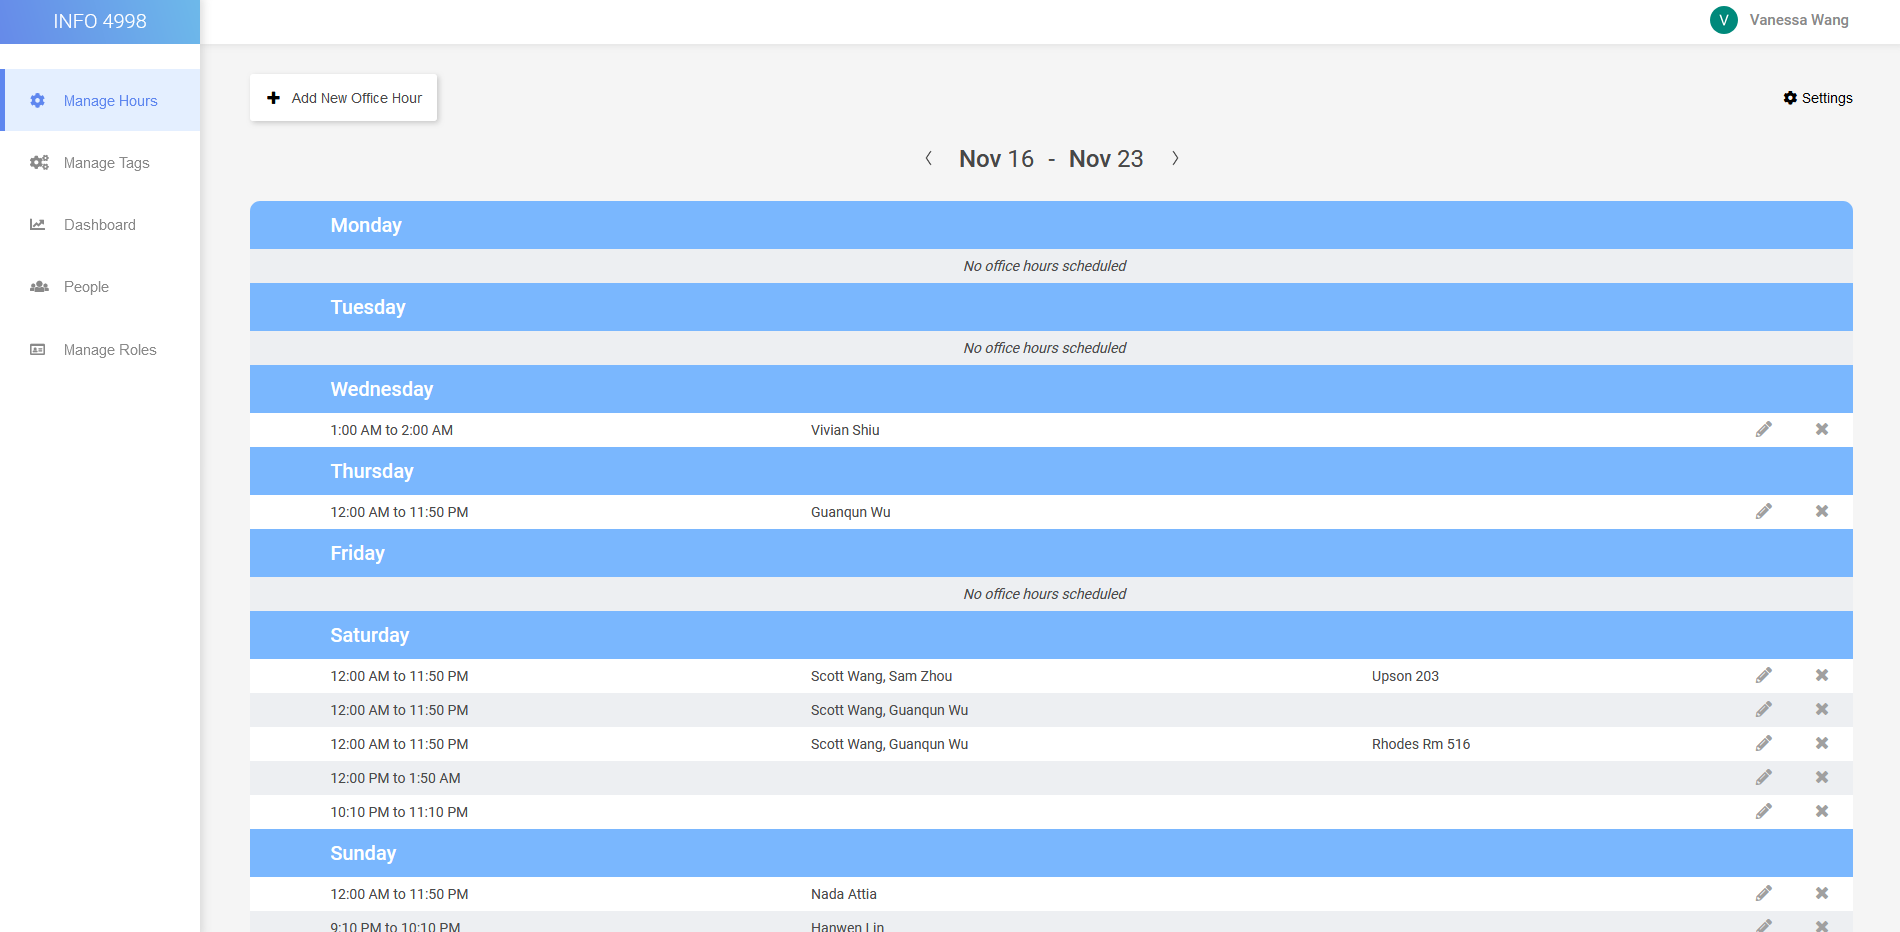 INFO 4998
V Vanessa Wang
Manage Hours
Manage Tags
Dashboard
People
Manage Roles
Add New Office Hour
Settings
Nov 16 - Nov 23
Monday
No office hours scheduled
Tuesday
No office hours scheduled
Wednesday
1:00 AM to 2:00 AM Vivian Shiu
Thursday
12:00 AM to 11:50 PM Guanqun Wu
Friday
No office hours scheduled
Saturday
12:00 AM to 11:50 PM Scott Wang, Sam Zhou Upson 203
12:00 AM to 11:50 PM Scott Wang, Guanqun Wu
12:00 AM to 11:50 PM Scott Wang, Guanqun Wu Rhodes Rm 516
12:00 PM to 1:50 AM
10:10 PM to 11:10 PM
Sunday
12:00 AM to 11:50 PM Nada Attia
9:10 PM to 10:10 PM Hanwen Lin